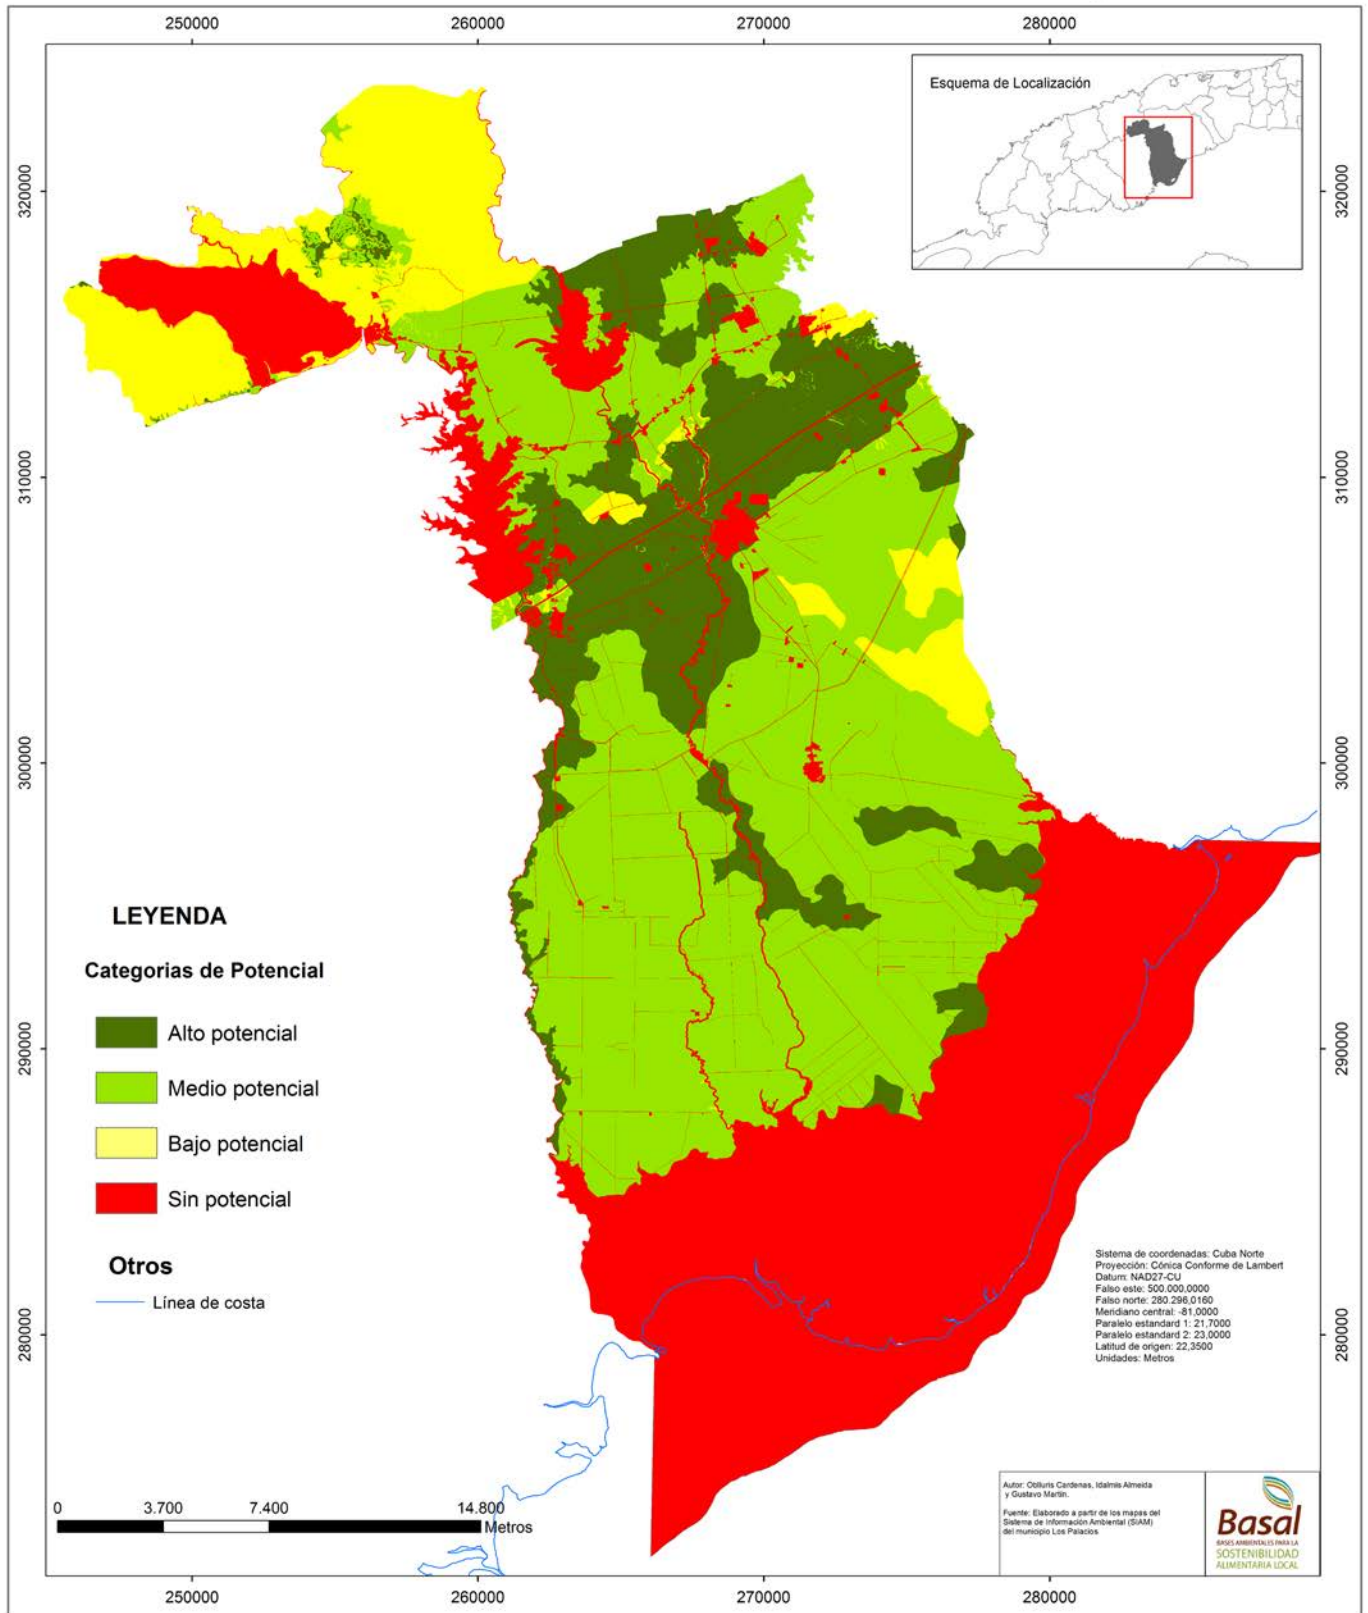 250000
260000
270000
280000
Esquema de Localización
320000
320000
310000
310000
300000
300000
290000
290000
280000
280000
LEYENDA
Categorias de Potencial
Alto potencial
Medio potencial
Bajo potencial
Sin potencial
Otros
Línea de costa
Sistema de coordenadas: Cuba Norte
Proyección: Cónica Conforme de Lambert
Datum: NAD27-CU
Falso este: 500.000,0000
Falso norte: 280.296,0160
Meridiano central: -81,0000
Paralelo estandard 1: 21,7000
Paralelo estandard 2: 23,0000
Latitud de origen: 22,3500
Unidades: Metros
0
3.700
7.400
14.800
Metros
Autor: Oblluris Cardenas, Idalmis Almeida
y Gustavo Martin.
Fuente: Elaborado a partir de los mapas del
Sistema de Información Ambiental (SIAM)
del municipio Los Palacios
Basal
BASES AMBIENTALES PARA LA
SOSTENIBILIDAD
ALIMENTARIA LOCAL
250000
260000
270000
280000